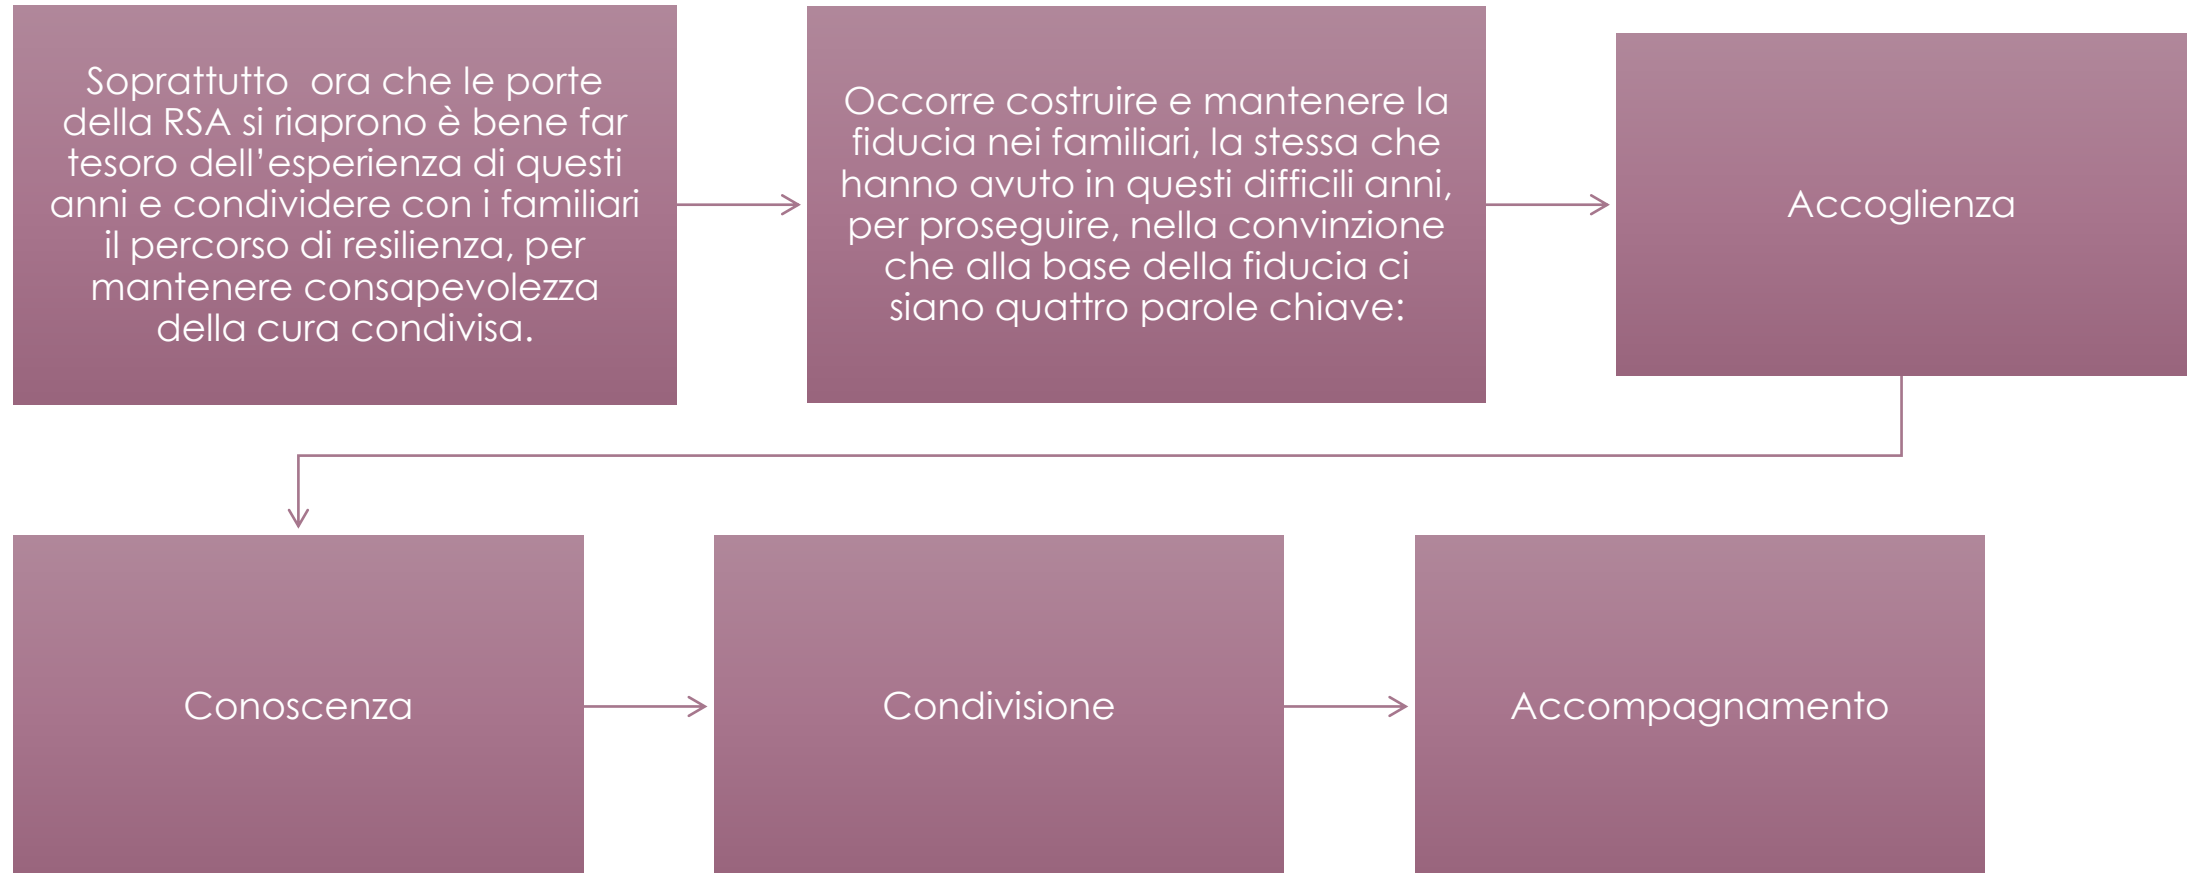 Soprattutto  ora che le porte
della RSA si riaprono è bene far
tesoro dell’esperienza di questi
anni e condividere con i familiari
il percorso di resilienza, per
mantenere consapevolezza
della cura condivisa.
Occorre costruire e mantenere la
fiducia nei familiari, la stessa che
hanno avuto in questi difficili anni,
per proseguire, nella convinzione
che alla base della fiducia ci
siano quattro parole chiave:
Accoglienza
Conoscenza
Condivisione
Accompagnamento